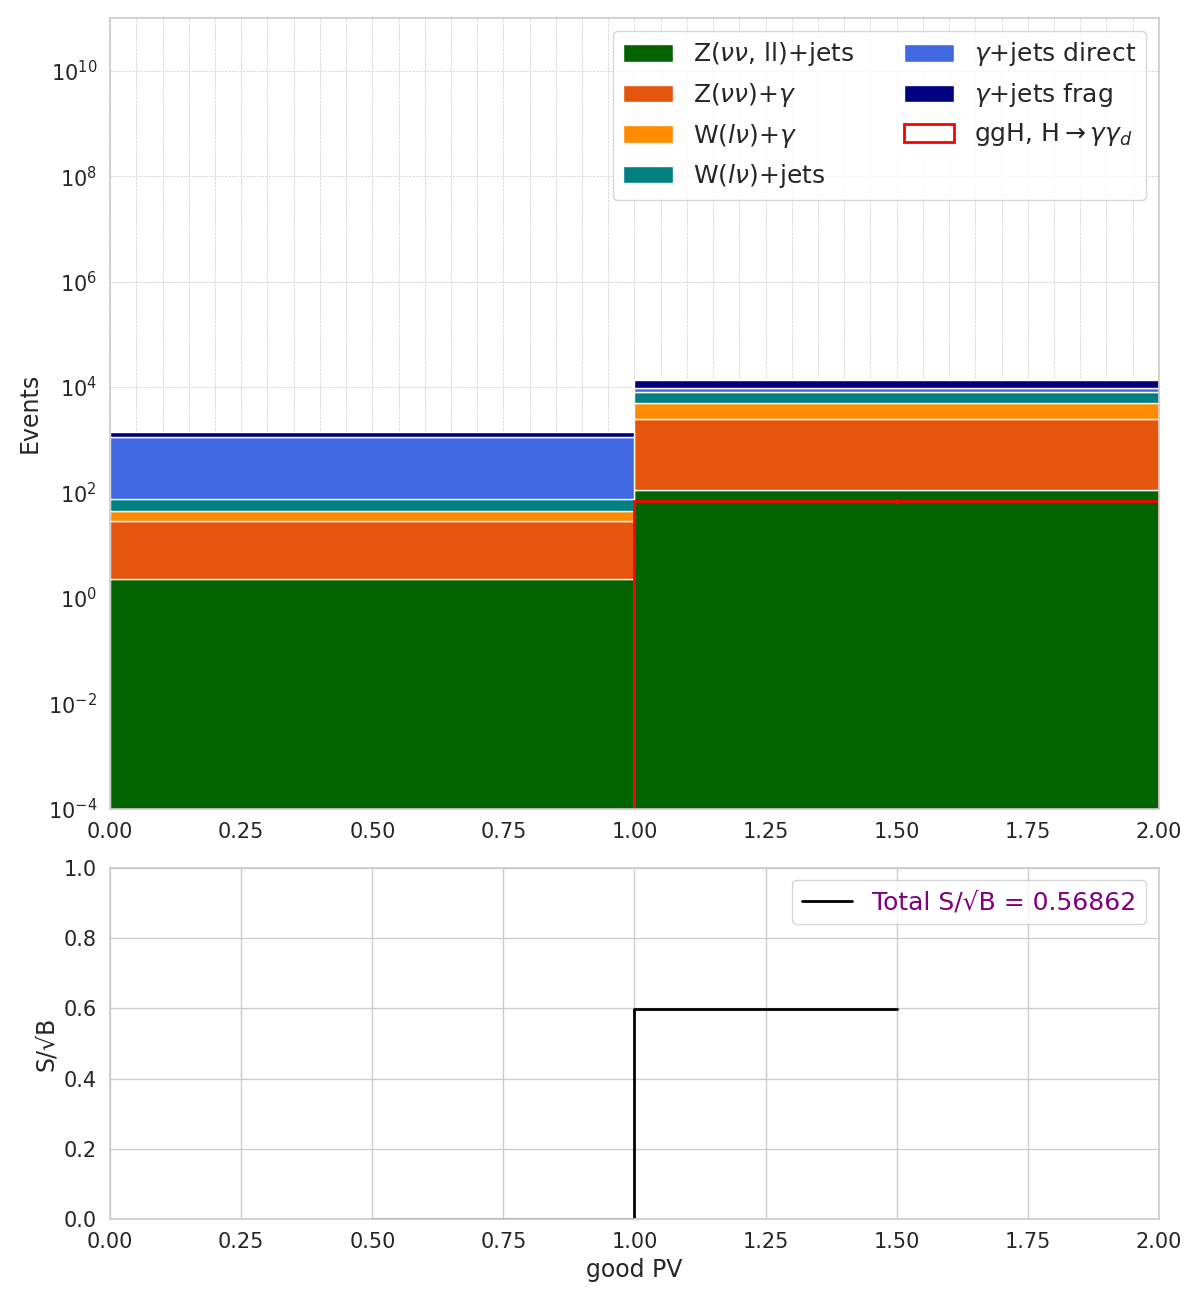 Z(νν, ll)+jets
Z(νν)+γ
W(lν)+γ
W(lν)+jets
γ+jets direct
γ+jets frag
ggH, H→γγ_d
Events
10^10
10^8
10^6
10^4
10^2
10^0
10^−2
10^−4
0.00 0.25 0.50 0.75 1.00 1.25 1.50 1.75 2.00
Total S/√B = 0.56862
S/√B
1.0
0.8
0.6
0.4
0.2
0.0
0.00 0.25 0.50 0.75 1.00 1.25 1.50 1.75 2.00
good PV